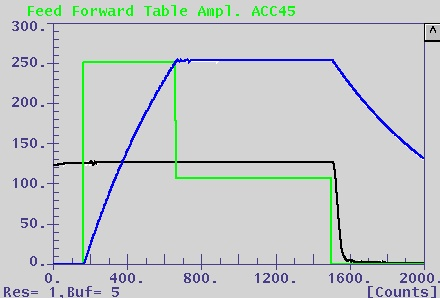 Feed Forward Table Ampl. ACC45
^
300.
250.
200.
150.
100.
50.
0.
0. 400. 800. 1200. 1600. 2000.
Res= 1,Buf= 5 [Counts]